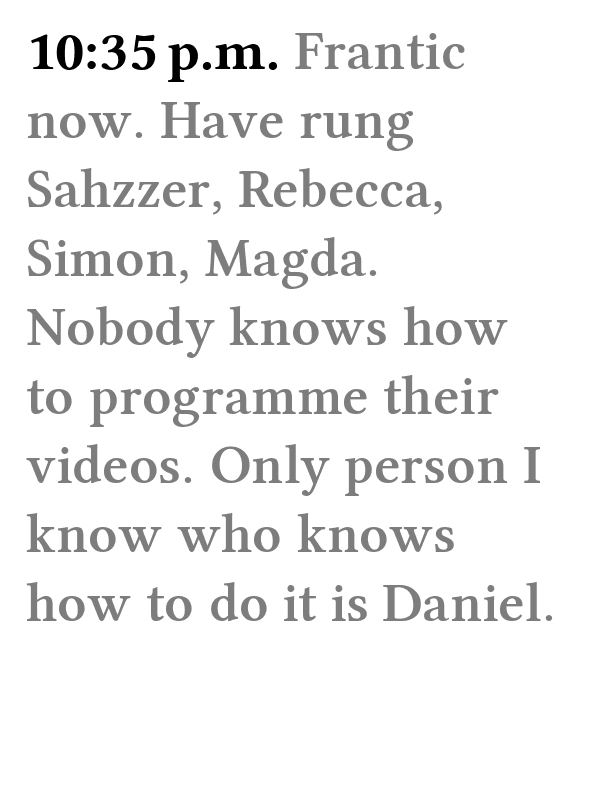 10:35 p.m. Frantic
now. Have rung
Sahzzer, Rebecca,
Simon, Magda.
Nobody knows how
to programme their
videos. Only person I
know who knows
how to do it is Daniel.